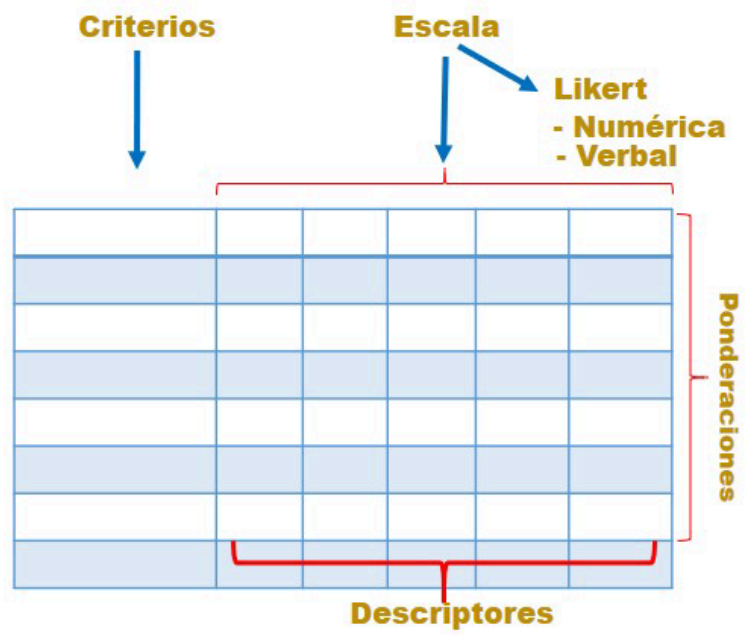 Criterios
Escala
Likert
- Numérica
- Verbal
Ponderaciones
Descriptores